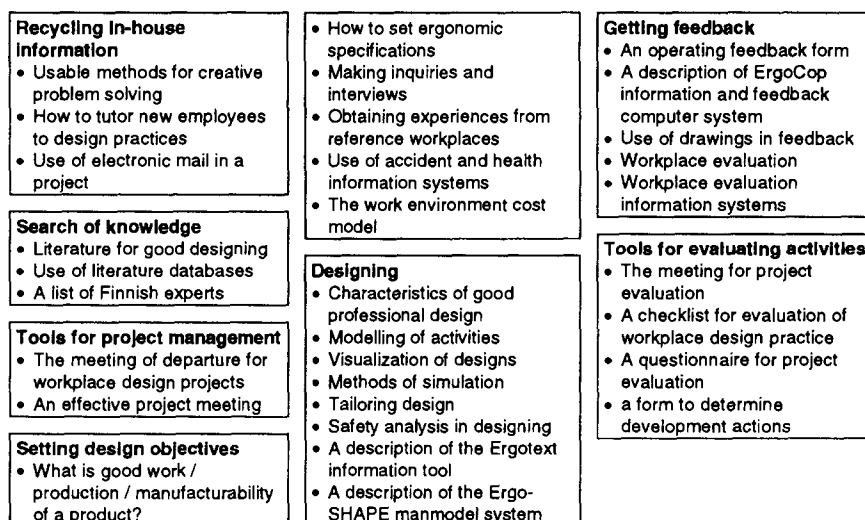 Recycling in-house
information
• Usable methods for creative
problem solving
• How to tutor new employees
to design practices
• Use of electronic mail in a
project
Search of knowledge
• Literature for good designing
• Use of literature databases
• A list of Finnish experts
Tools for project management
• The meeting of departure for
workplace design projects
• An effective project meeting
Setting design objectives
• What is good work /
production / manufacturability
of a product?
• How to set ergonomic
specifications
• Making inquiries and
interviews
• Obtaining experiences from
reference workplaces
• Use of accident and health
information systems
• The work environment cost
model
Designing
• Characteristics of good
professional design
• Modelling of activities
• Visualization of designs
• Methods of simulation
• Tailoring design
• Safety analysis in designing
• A description of the Ergotext
information tool
• A description of the Ergo-
SHAPE manmodel system
Getting feedback
• An operating feedback form
• A description of ErgoCop
information and feedback
computer system
• Use of drawings in feedback
• Workplace evaluation
• Workplace evaluation
information systems
Tools for evaluating activities
• The meeting for project
evaluation
• A checklist for evaluation of
workplace design practice
• A questionnaire for project
evaluation
• a form to determine
development actions